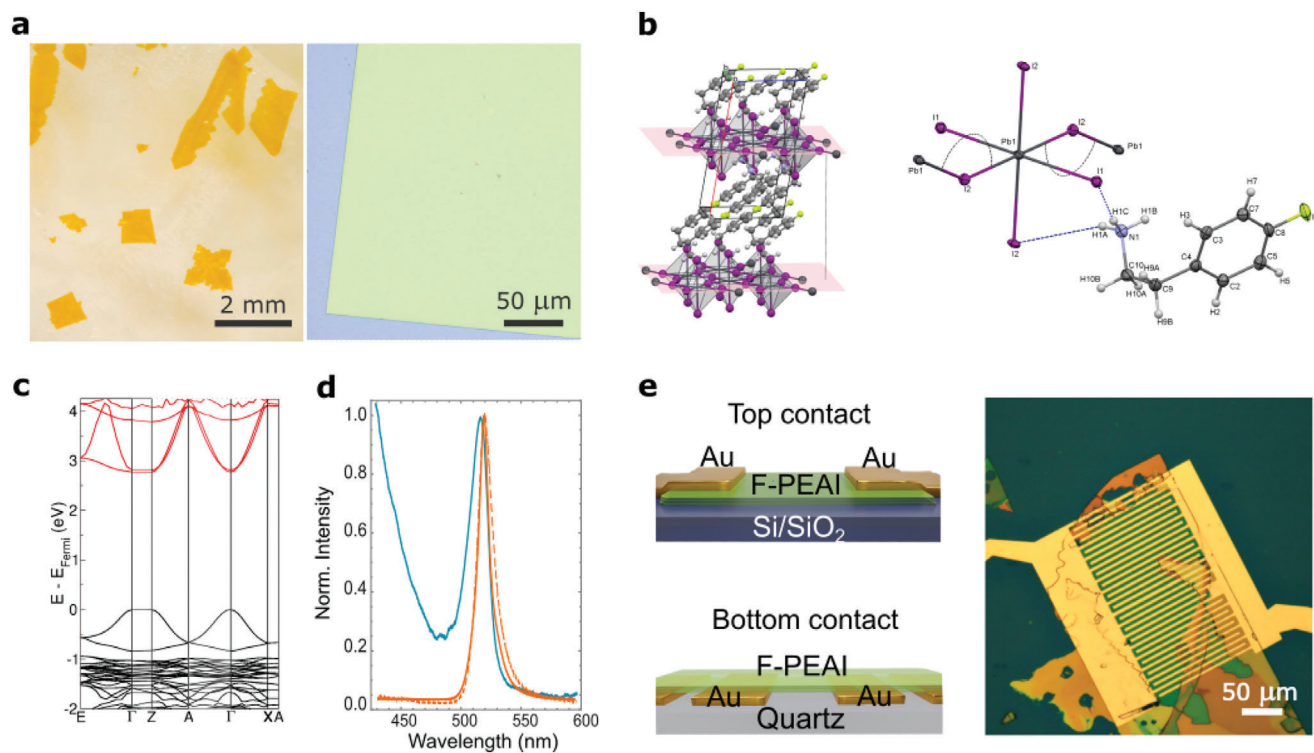 a
2 mm
50 μm
b
I2
I1
I2
Pb1
Pb1
Pb1
I2
I1
H7
H1C
H1B
H3
C7
H1A
N1
C3
C8
I2
C4
C5
C10
H9A
H10B
C2
H5
H10A
C9
H2
H9B
c
E - E_Fermi (eV)
4
3
2
1
0
-1
-2
E
Γ
Z
A
Γ
X
A
d
Norm. Intensity
1.0
0.8
0.6
0.4
0.2
0.0
450
500
550
600
Wavelength (nm)
e
Top contact
Au
Au
F-PEAI
Si/SiO₂
Bottom contact
F-PEAI
Au
Au
Quartz
50 μm